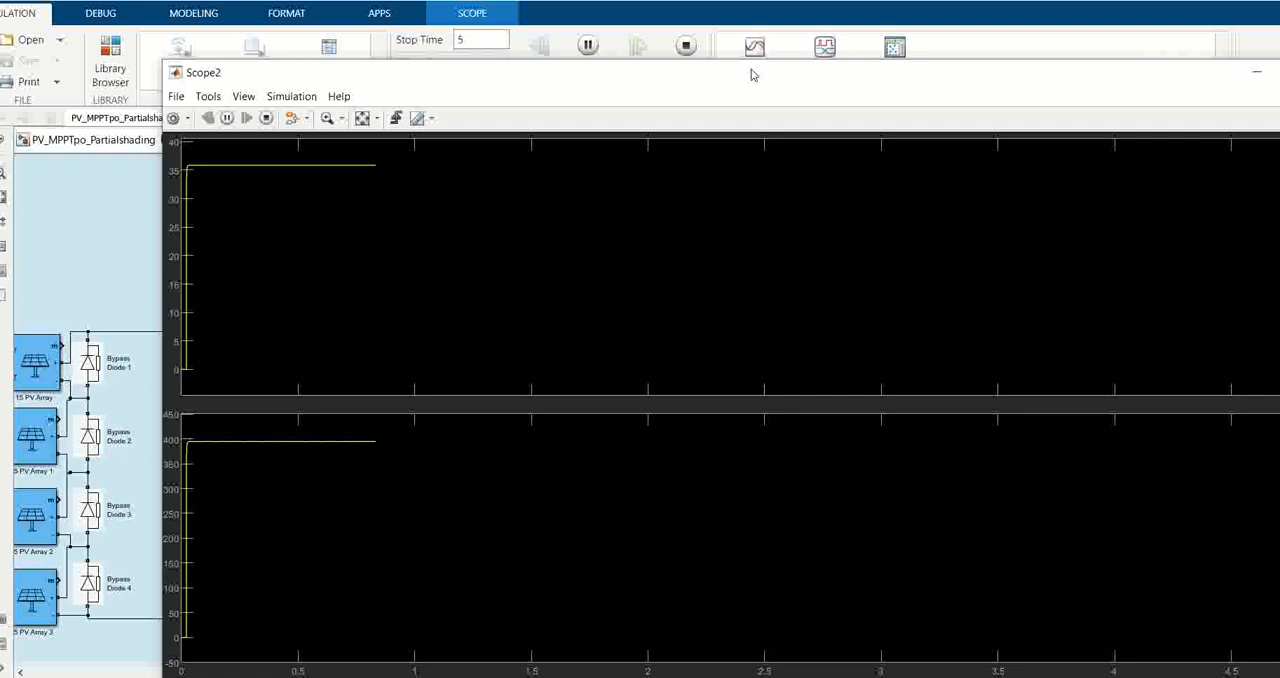 ULATION DEBUG MODELING FORMAT APPS SCOPE
Open
Save
Print
FILE
Library
Browser
LIBRARY
Stop Time 5
PV_MPPTpo_Partialsha
PV_MPPTpo_Partialshading
Scope2
File Tools View Simulation Help
40
35
30
25
20
15
10
5
0
450
400
350
300
250
200
150
100
50
0
-50
0 0.5 1 1.5 2 2.5 3 3.5 4 4.5
m
+
-
15 PV Array
Bypass
Diode 1
m
+
-
5 PV Array 1
Bypass
Diode 2
m
+
-
5 PV Array 2
Bypass
Diode 3
m
+
-
5 PV Array 3
Bypass
Diode 4